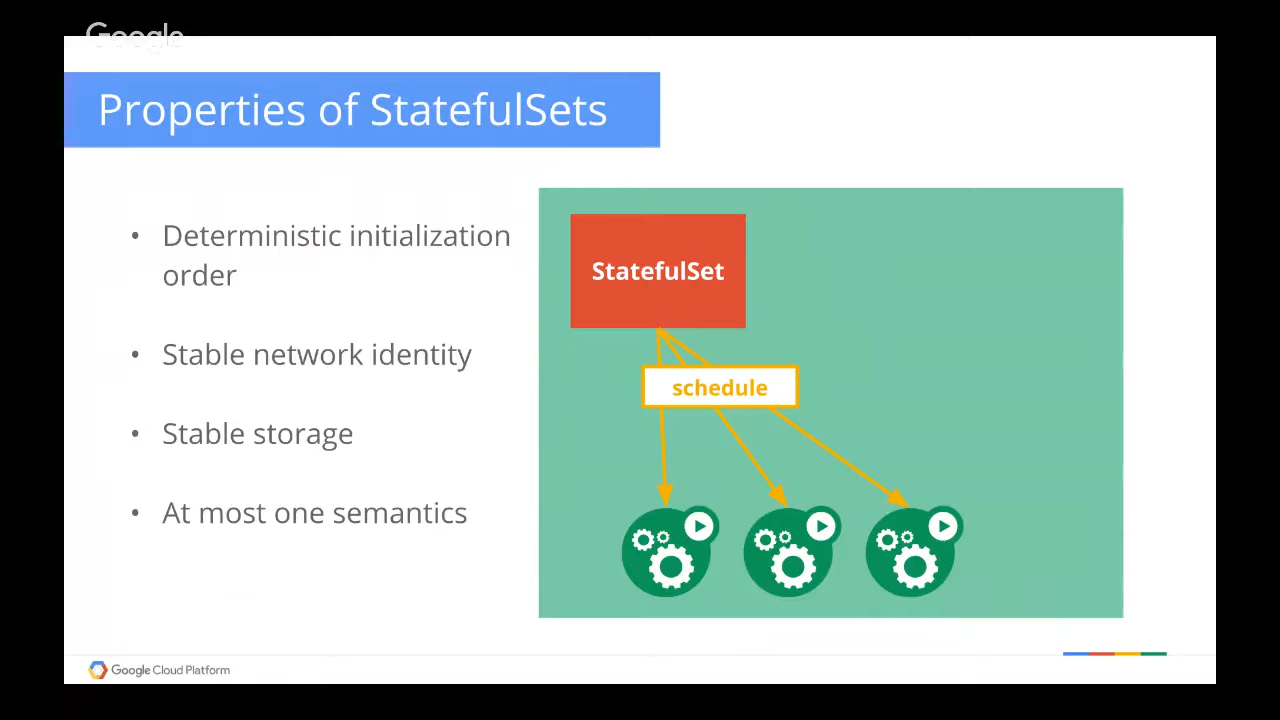 Google
Properties of StatefulSets
• Deterministic initialization
order
• Stable network identity
• Stable storage
• At most one semantics
StatefulSet
schedule
Google Cloud Platform